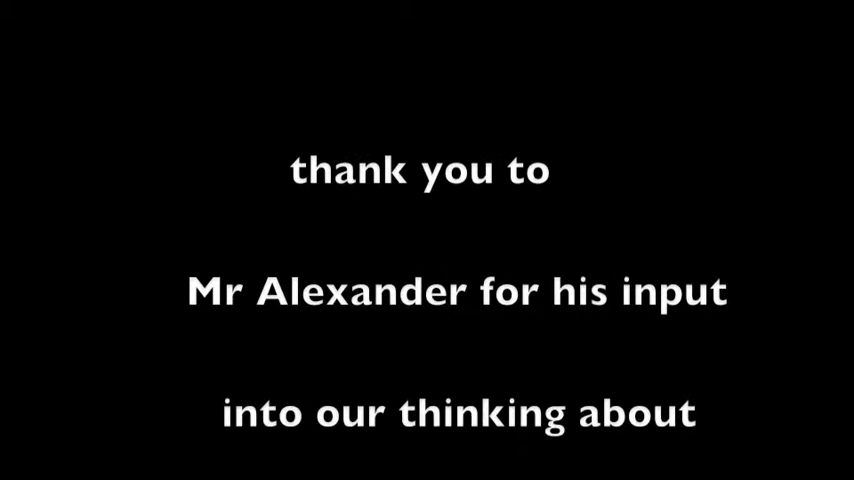 thank you to
Mr Alexander for his input
into our thinking about